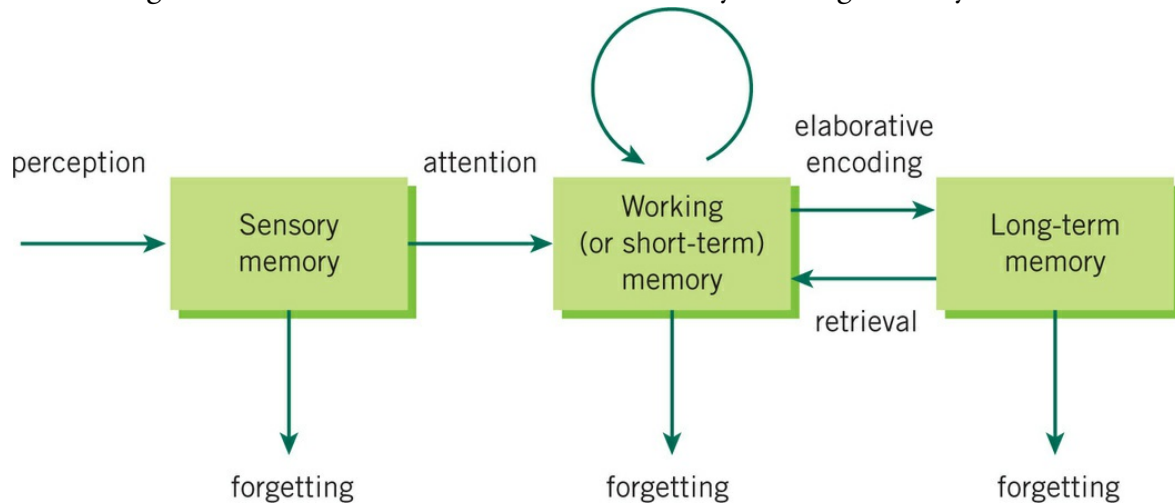 perception
Sensory
memory
attention
Working
(or short-term)
memory
elaborative
encoding
retrieval
Long-term
memory
forgetting
forgetting
forgetting